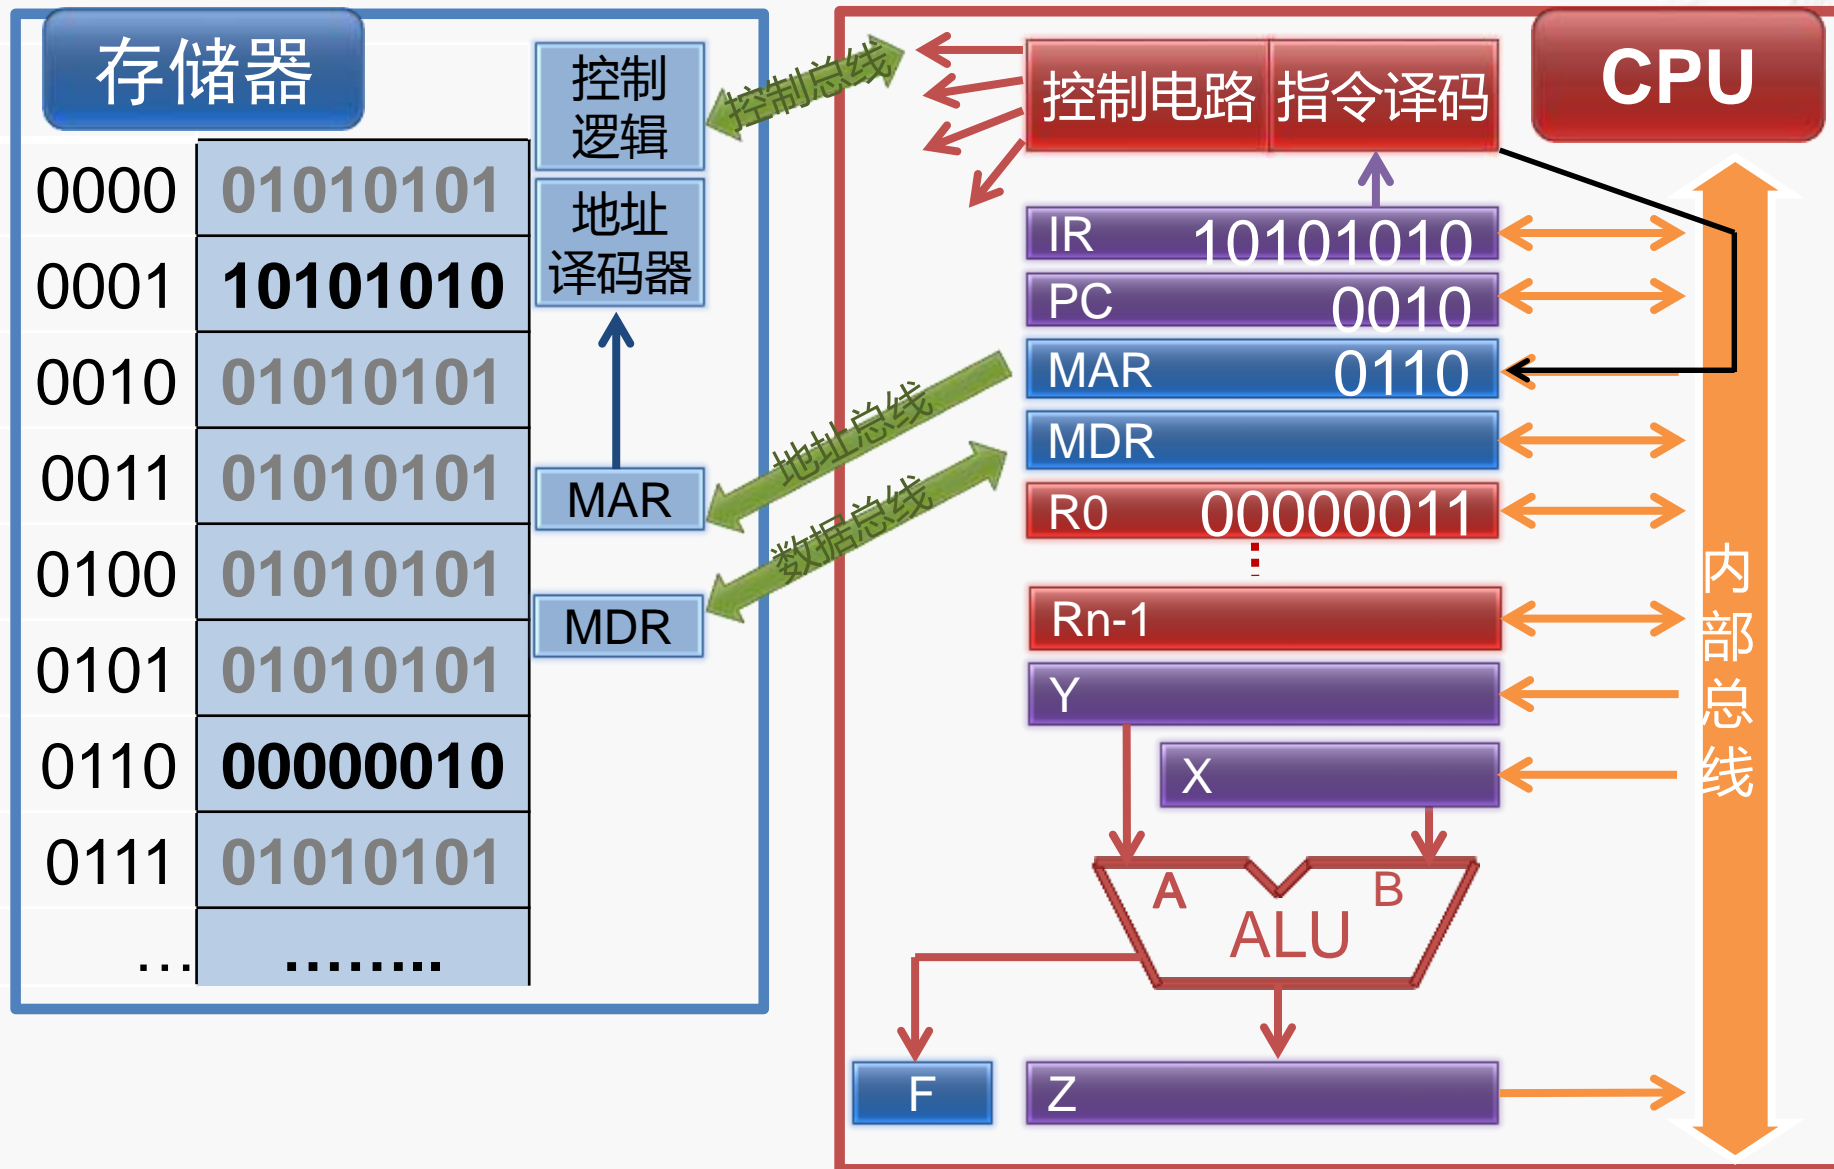 存储器
控制
逻辑
地址
译码器
MAR
MDR
0000 01010101
0001 10101010
0010 01010101
0011 01010101
0100 01010101
0101 01010101
0110 00000010
0111 01010101
... ........
控制总线
地址总线
数据总线
CPU
控制电路 指令译码
IR 10101010
PC 0010
MAR 0110
MDR
R0 00000011
Rn-1
Y
X
A B
ALU
F
Z
内
部
总
线